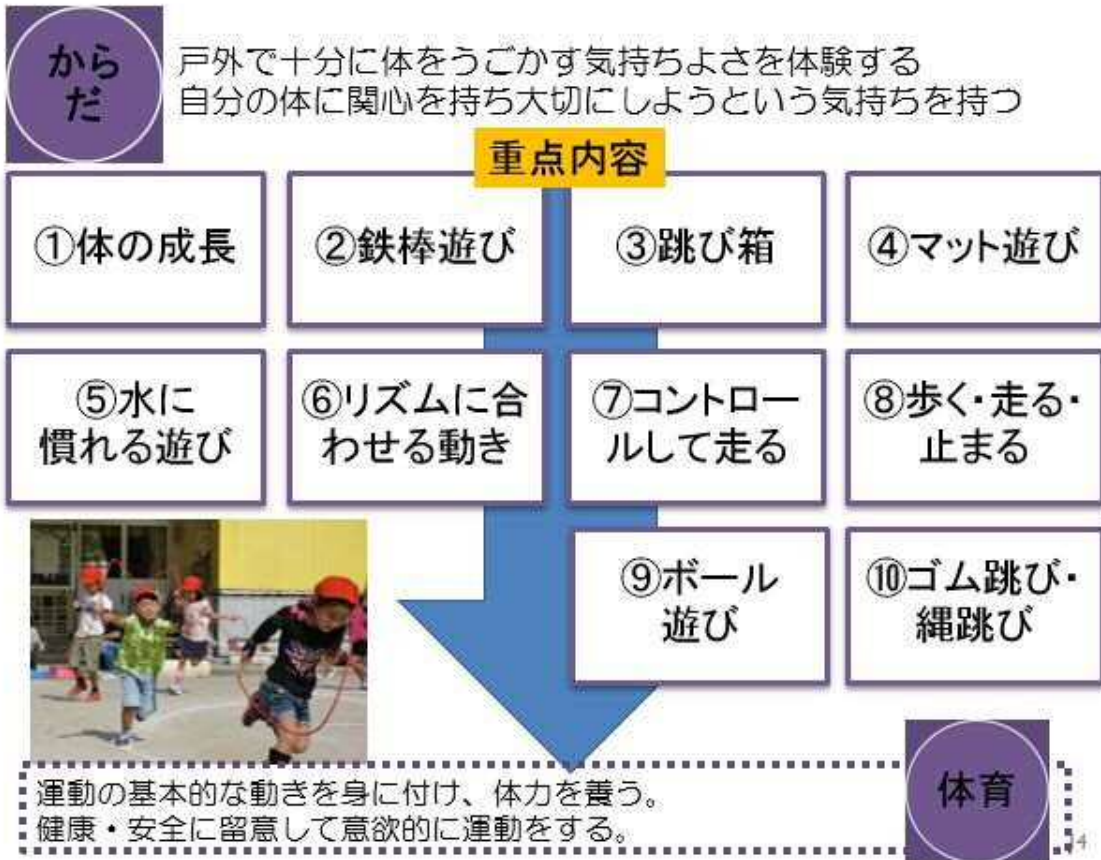 から
だ
戸外で十分に体をうごかす気持ちよさを体験する
自分の体に関心を持ち大切にしようという気持ちを持つ
重点内容
①体の成長
②鉄棒遊び
③跳び箱
④マット遊び
⑤水に
慣れる遊び
⑥リズムに合
わせる動き
⑦コントロー
ルして走る
⑧歩く・走る・
止まる
⑨ボール
遊び
⑩ゴム跳び・
縄跳び
運動の基本的な動きを身に付け、体力を養う。
健康・安全に留意して意欲的に運動をする。
体育